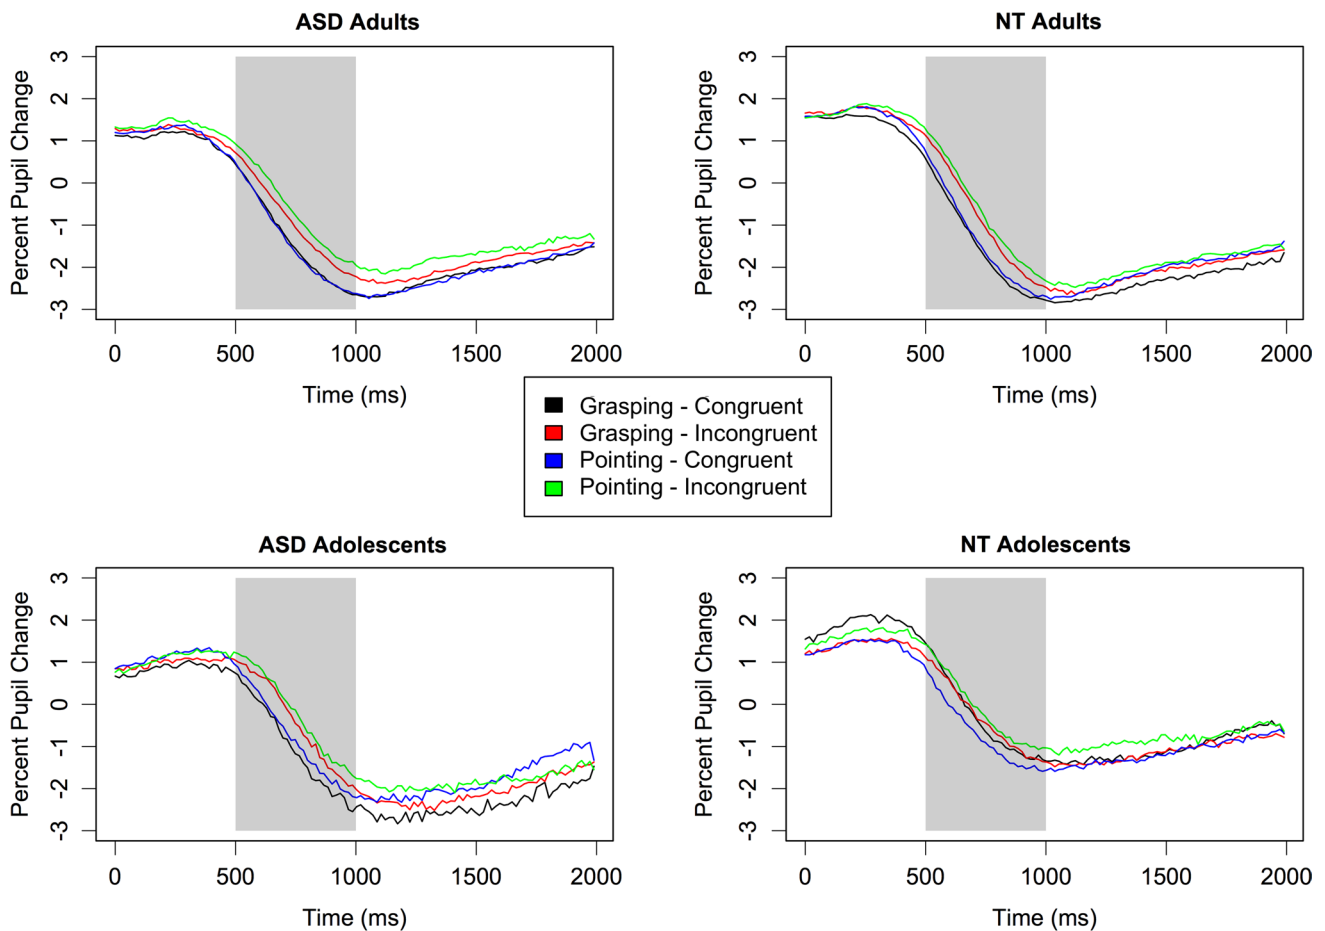 ASD Adults
Percent Pupil Change
3
2
1
0
-1
-2
-3
0 500 1000 1500 2000
Time (ms)
NT Adults
Percent Pupil Change
3
2
1
0
-1
-2
-3
0 500 1000 1500 2000
Time (ms)
Grasping - Congruent
Grasping - Incongruent
Pointing - Congruent
Pointing - Incongruent
ASD Adolescents
Percent Pupil Change
3
2
1
0
-1
-2
-3
0 500 1000 1500 2000
Time (ms)
NT Adolescents
Percent Pupil Change
3
2
1
0
-1
-2
-3
0 500 1000 1500 2000
Time (ms)